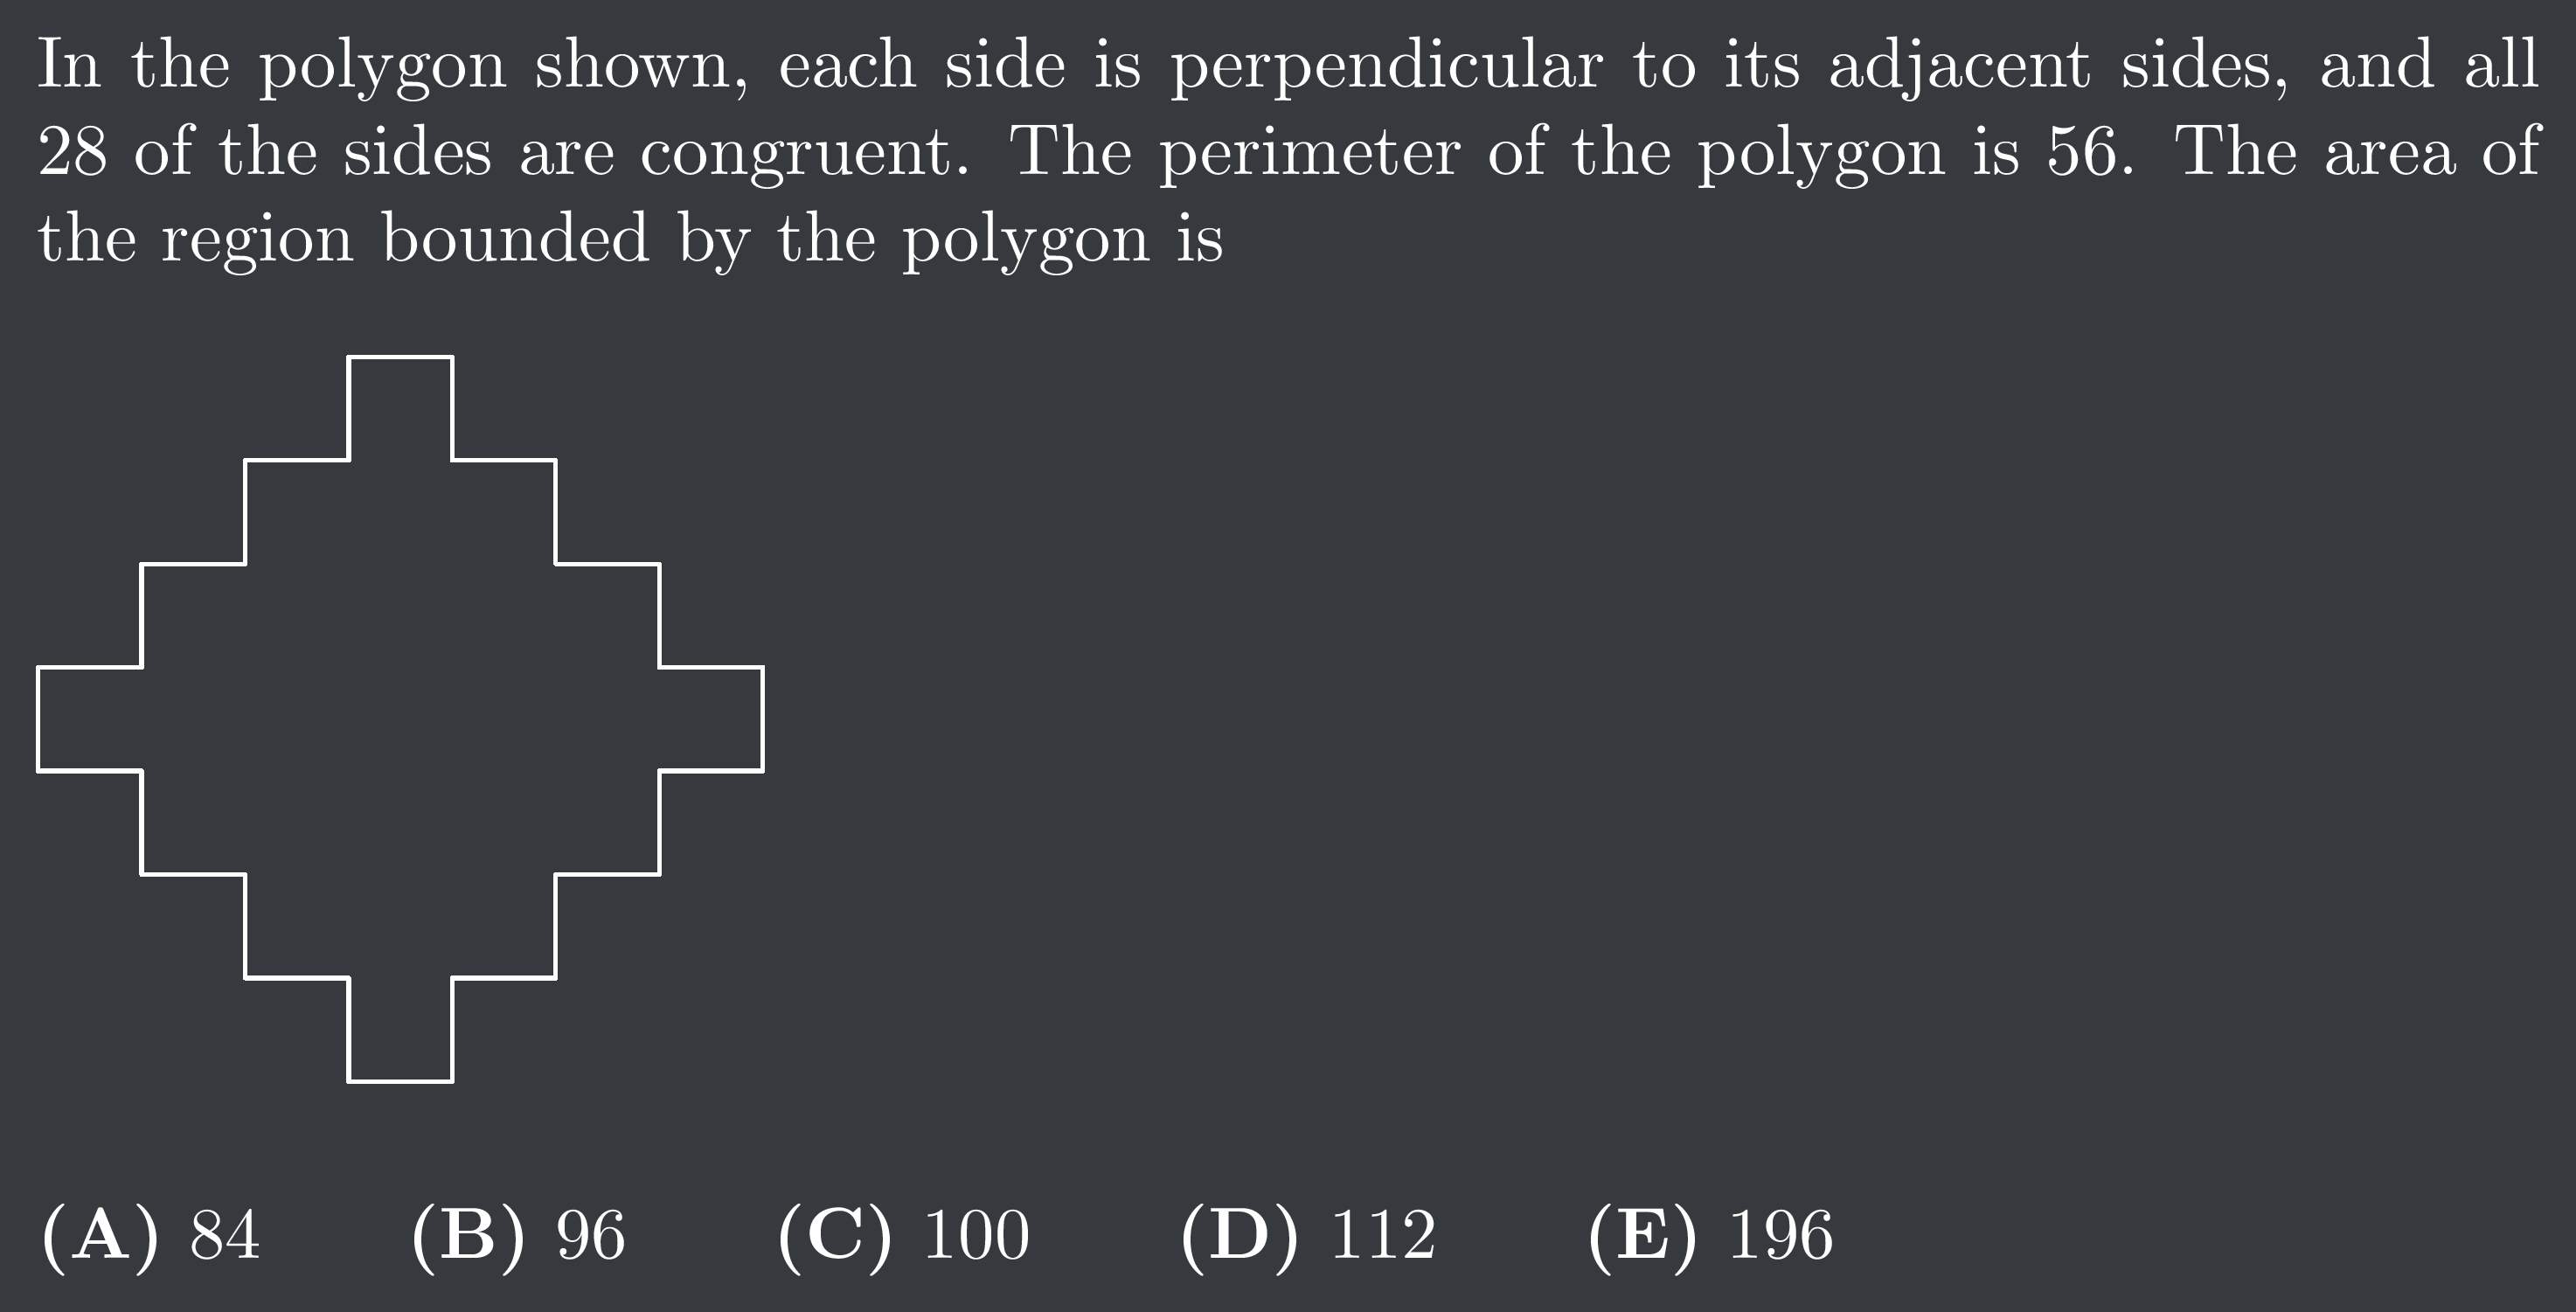 In the polygon shown, each side is perpendicular to its adjacent sides, and all
28 of the sides are congruent. The perimeter of the polygon is 56. The area of
the region bounded by the polygon is
(A) 84 (B) 96 (C) 100 (D) 112 (E) 196